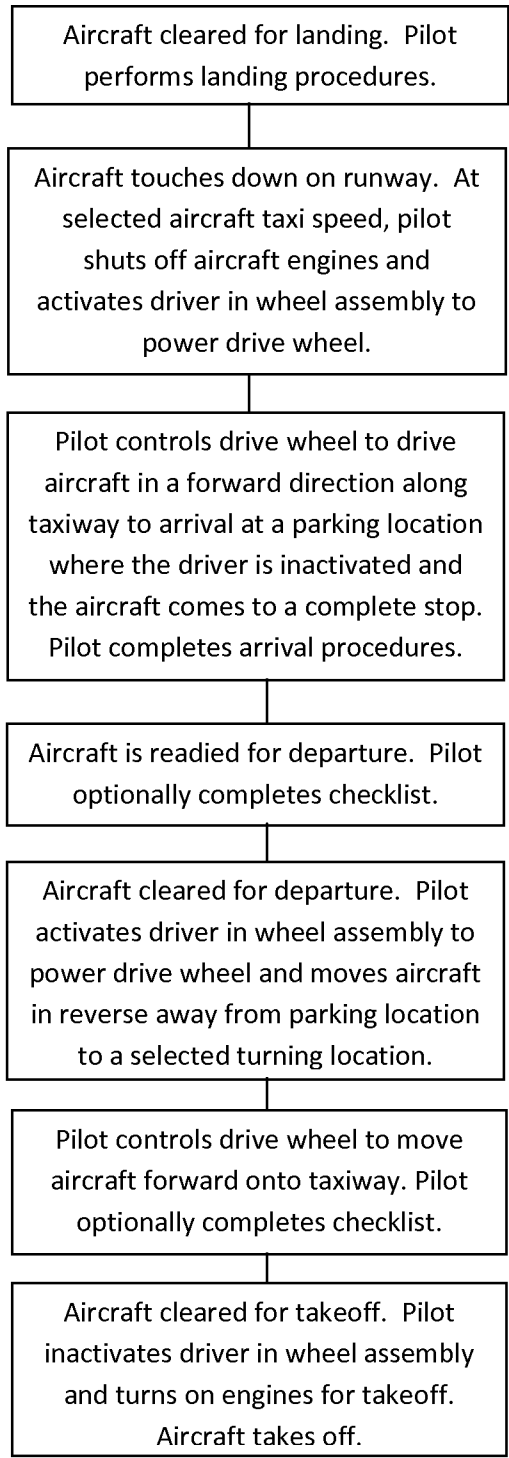 Aircraft cleared for landing.  Pilot
performs landing procedures.
Aircraft touches down on runway.  At
selected aircraft taxi speed, pilot
shuts off aircraft engines and
activates driver in wheel assembly to
power drive wheel.
Pilot controls drive wheel to drive
aircraft in a forward direction along
taxiway to arrival at a parking location
where the driver is inactivated and
the aircraft comes to a complete stop.
Pilot completes arrival procedures.
Aircraft is readied for departure.  Pilot
optionally completes checklist.
Aircraft cleared for departure.  Pilot
activates driver in wheel assembly to
power drive wheel and moves aircraft
in reverse away from parking location
to a selected turning location.
Pilot controls drive wheel to move
aircraft forward onto taxiway. Pilot
optionally completes checklist.
Aircraft cleared for takeoff.  Pilot
inactivates driver in wheel assembly
and turns on engines for takeoff.
Aircraft takes off.